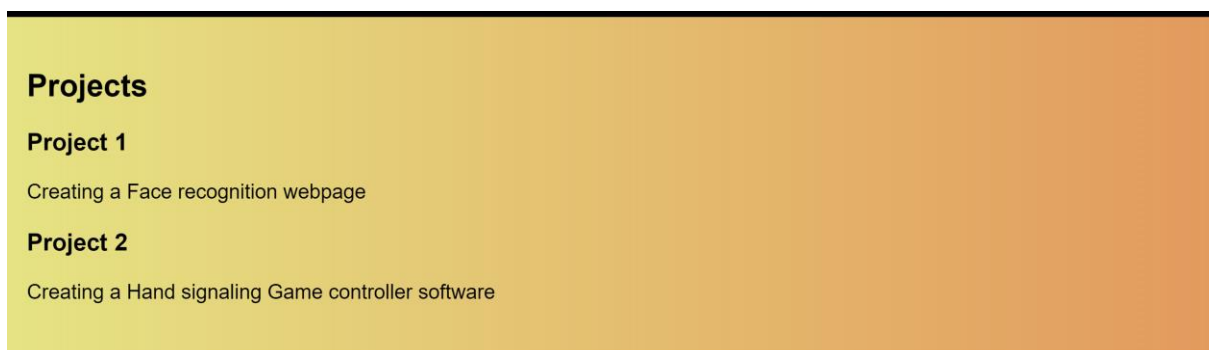 Projects
Project 1
Creating a Face recognition webpage
Project 2
Creating a Hand signaling Game controller software